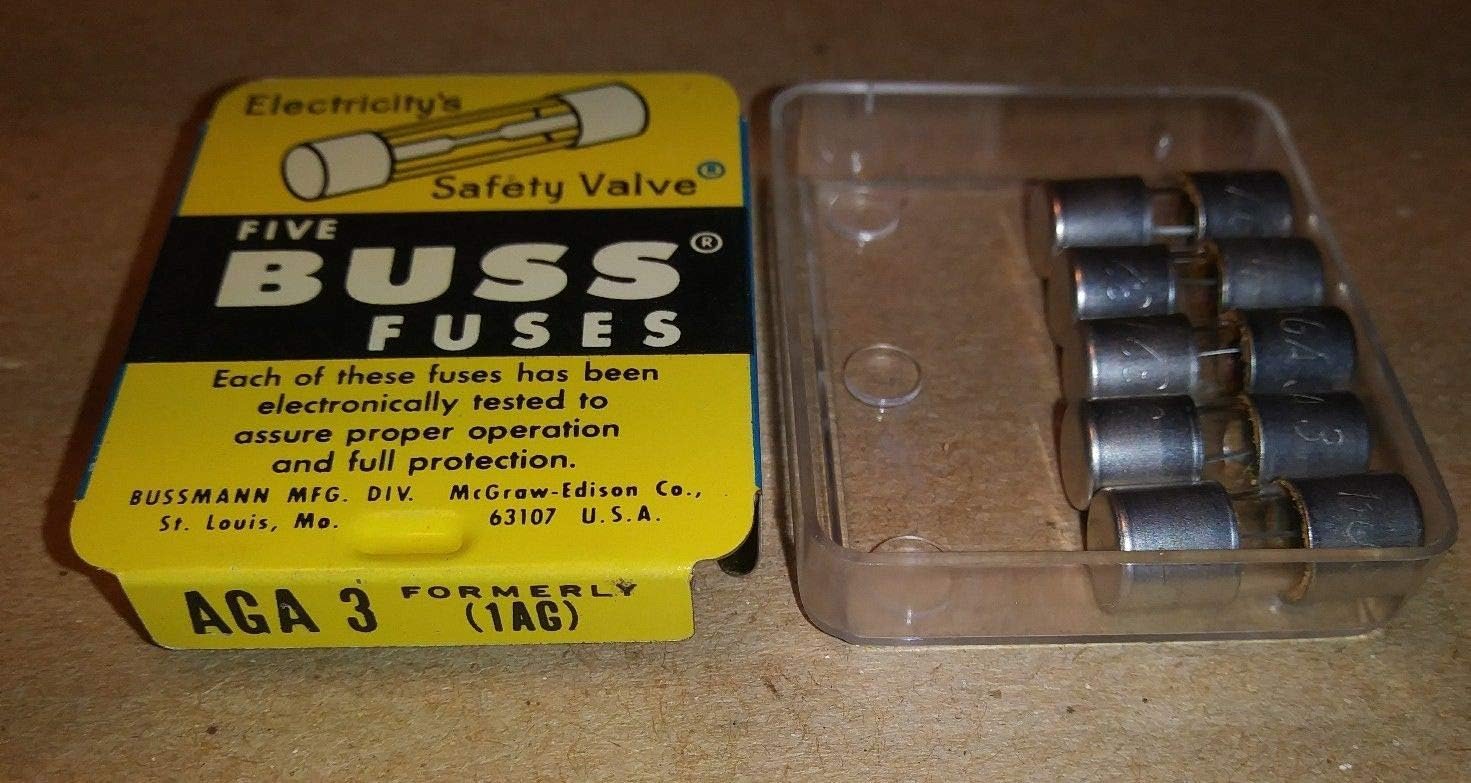 Electricity's
Safety Valve®
FIVE
BUSS®
FUSES
Each of these fuses has been
electronically tested to
assure proper operation
and full protection.
BUSSMANN MFG. DIV. McGraw-Edison Co.,
St. Louis, Mo. 63107 U.S.A.
AGA 3 FORMERLY
(1AG)